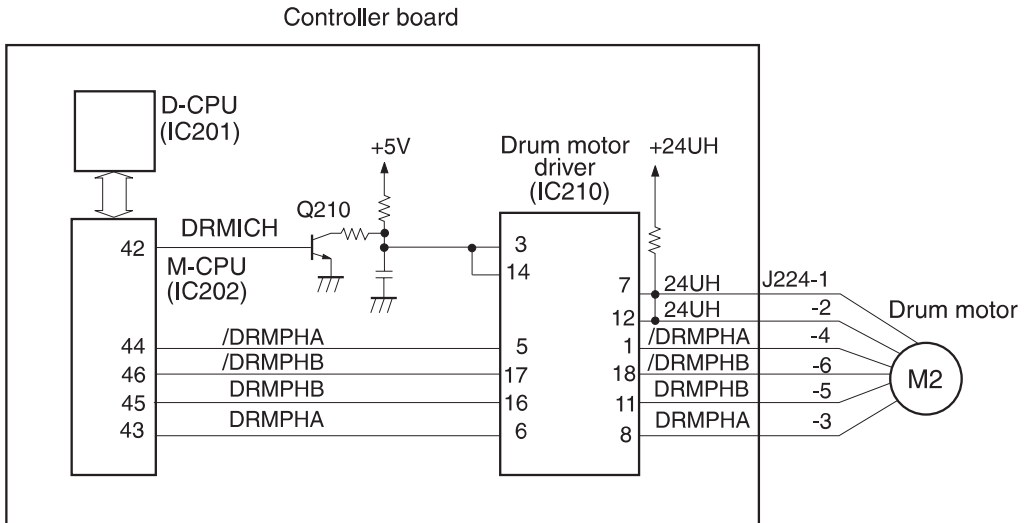 Controller board
D-CPU
(IC201)
+5V
Drum motor
driver
(IC210)
+24UH
Q210
DRMICH
42
M-CPU
(IC202)
3
14
7
24UH
J224-1
12
24UH
-2
Drum motor
44
/DRMPHA
5
1
/DRMPHA
-4
46
/DRMPHB
17
18
/DRMPHB
-6
M2
45
DRMPHB
16
11
DRMPHB
-5
43
DRMPHA
6
8
DRMPHA
-3